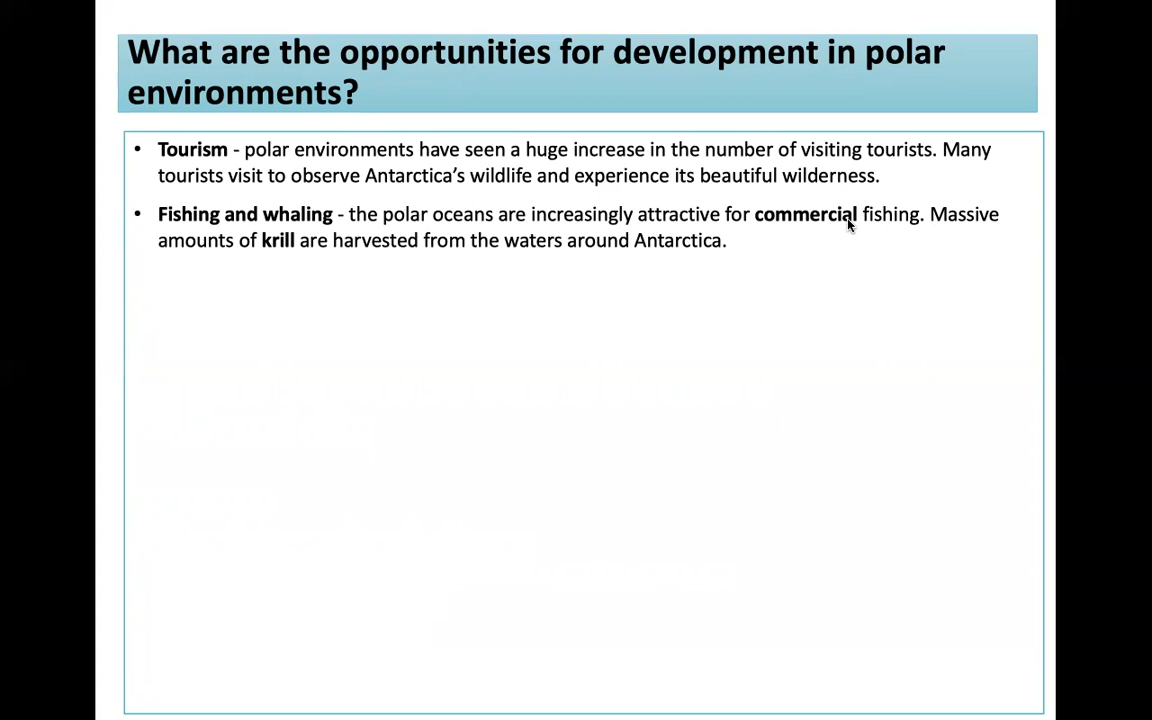 What are the opportunities for development in polar
environments?
• Tourism - polar environments have seen a huge increase in the number of visiting tourists. Many
tourists visit to observe Antarctica’s wildlife and experience its beautiful wilderness.
• Fishing and whaling - the polar oceans are increasingly attractive for commercial fishing. Massive
amounts of krill are harvested from the waters around Antarctica.